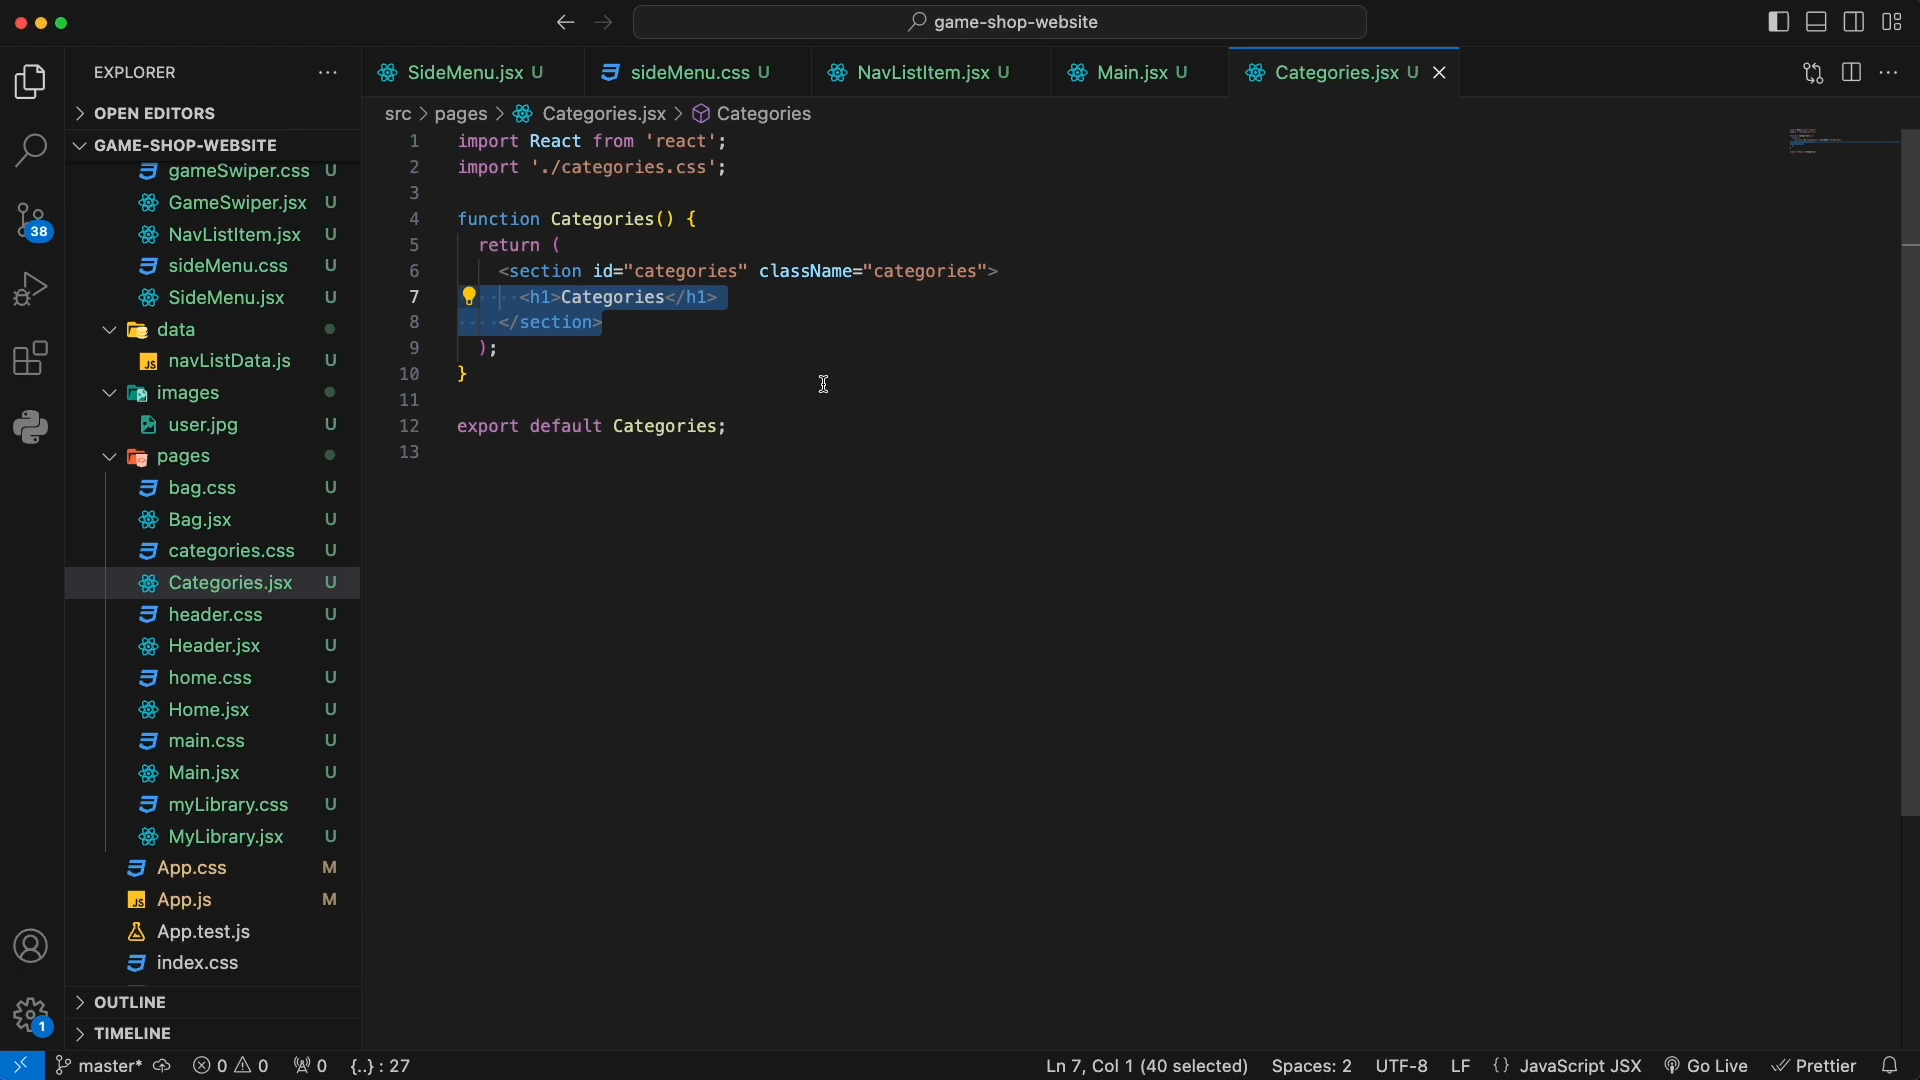 game-shop-website
EXPLORER
OPEN EDITORS
GAME-SHOP-WEBSITE
gameSwiper.css U
GameSwiper.jsx U
NavListItem.jsx U
sideMenu.css U
SideMenu.jsx U
data
navListData.js U
images
user.jpg U
pages
bag.css U
Bag.jsx U
categories.css U
Categories.jsx U
header.css U
Header.jsx U
home.css U
Home.jsx U
main.css U
Main.jsx U
myLibrary.css U
MyLibrary.jsx U
App.css M
App.js M
App.test.js
index.css
OUTLINE
TIMELINE
38
1
SideMenu.jsx U sideMenu.css U NavListItem.jsx U Main.jsx U Categories.jsx U
src > pages > Categories.jsx > Categories
1 import React from 'react';
2 import './categories.css';
3
4 function Categories() {
5 return (
6 <section id="categories" className="categories">
7 <h1>Categories</h1>
8 </section>
9 );
10 }
11
12 export default Categories;
13
master* 0 0 0 {..} : 27 Ln 7, Col 1 (40 selected) Spaces: 2 UTF-8 LF {} JavaScript JSX Go Live Prettier